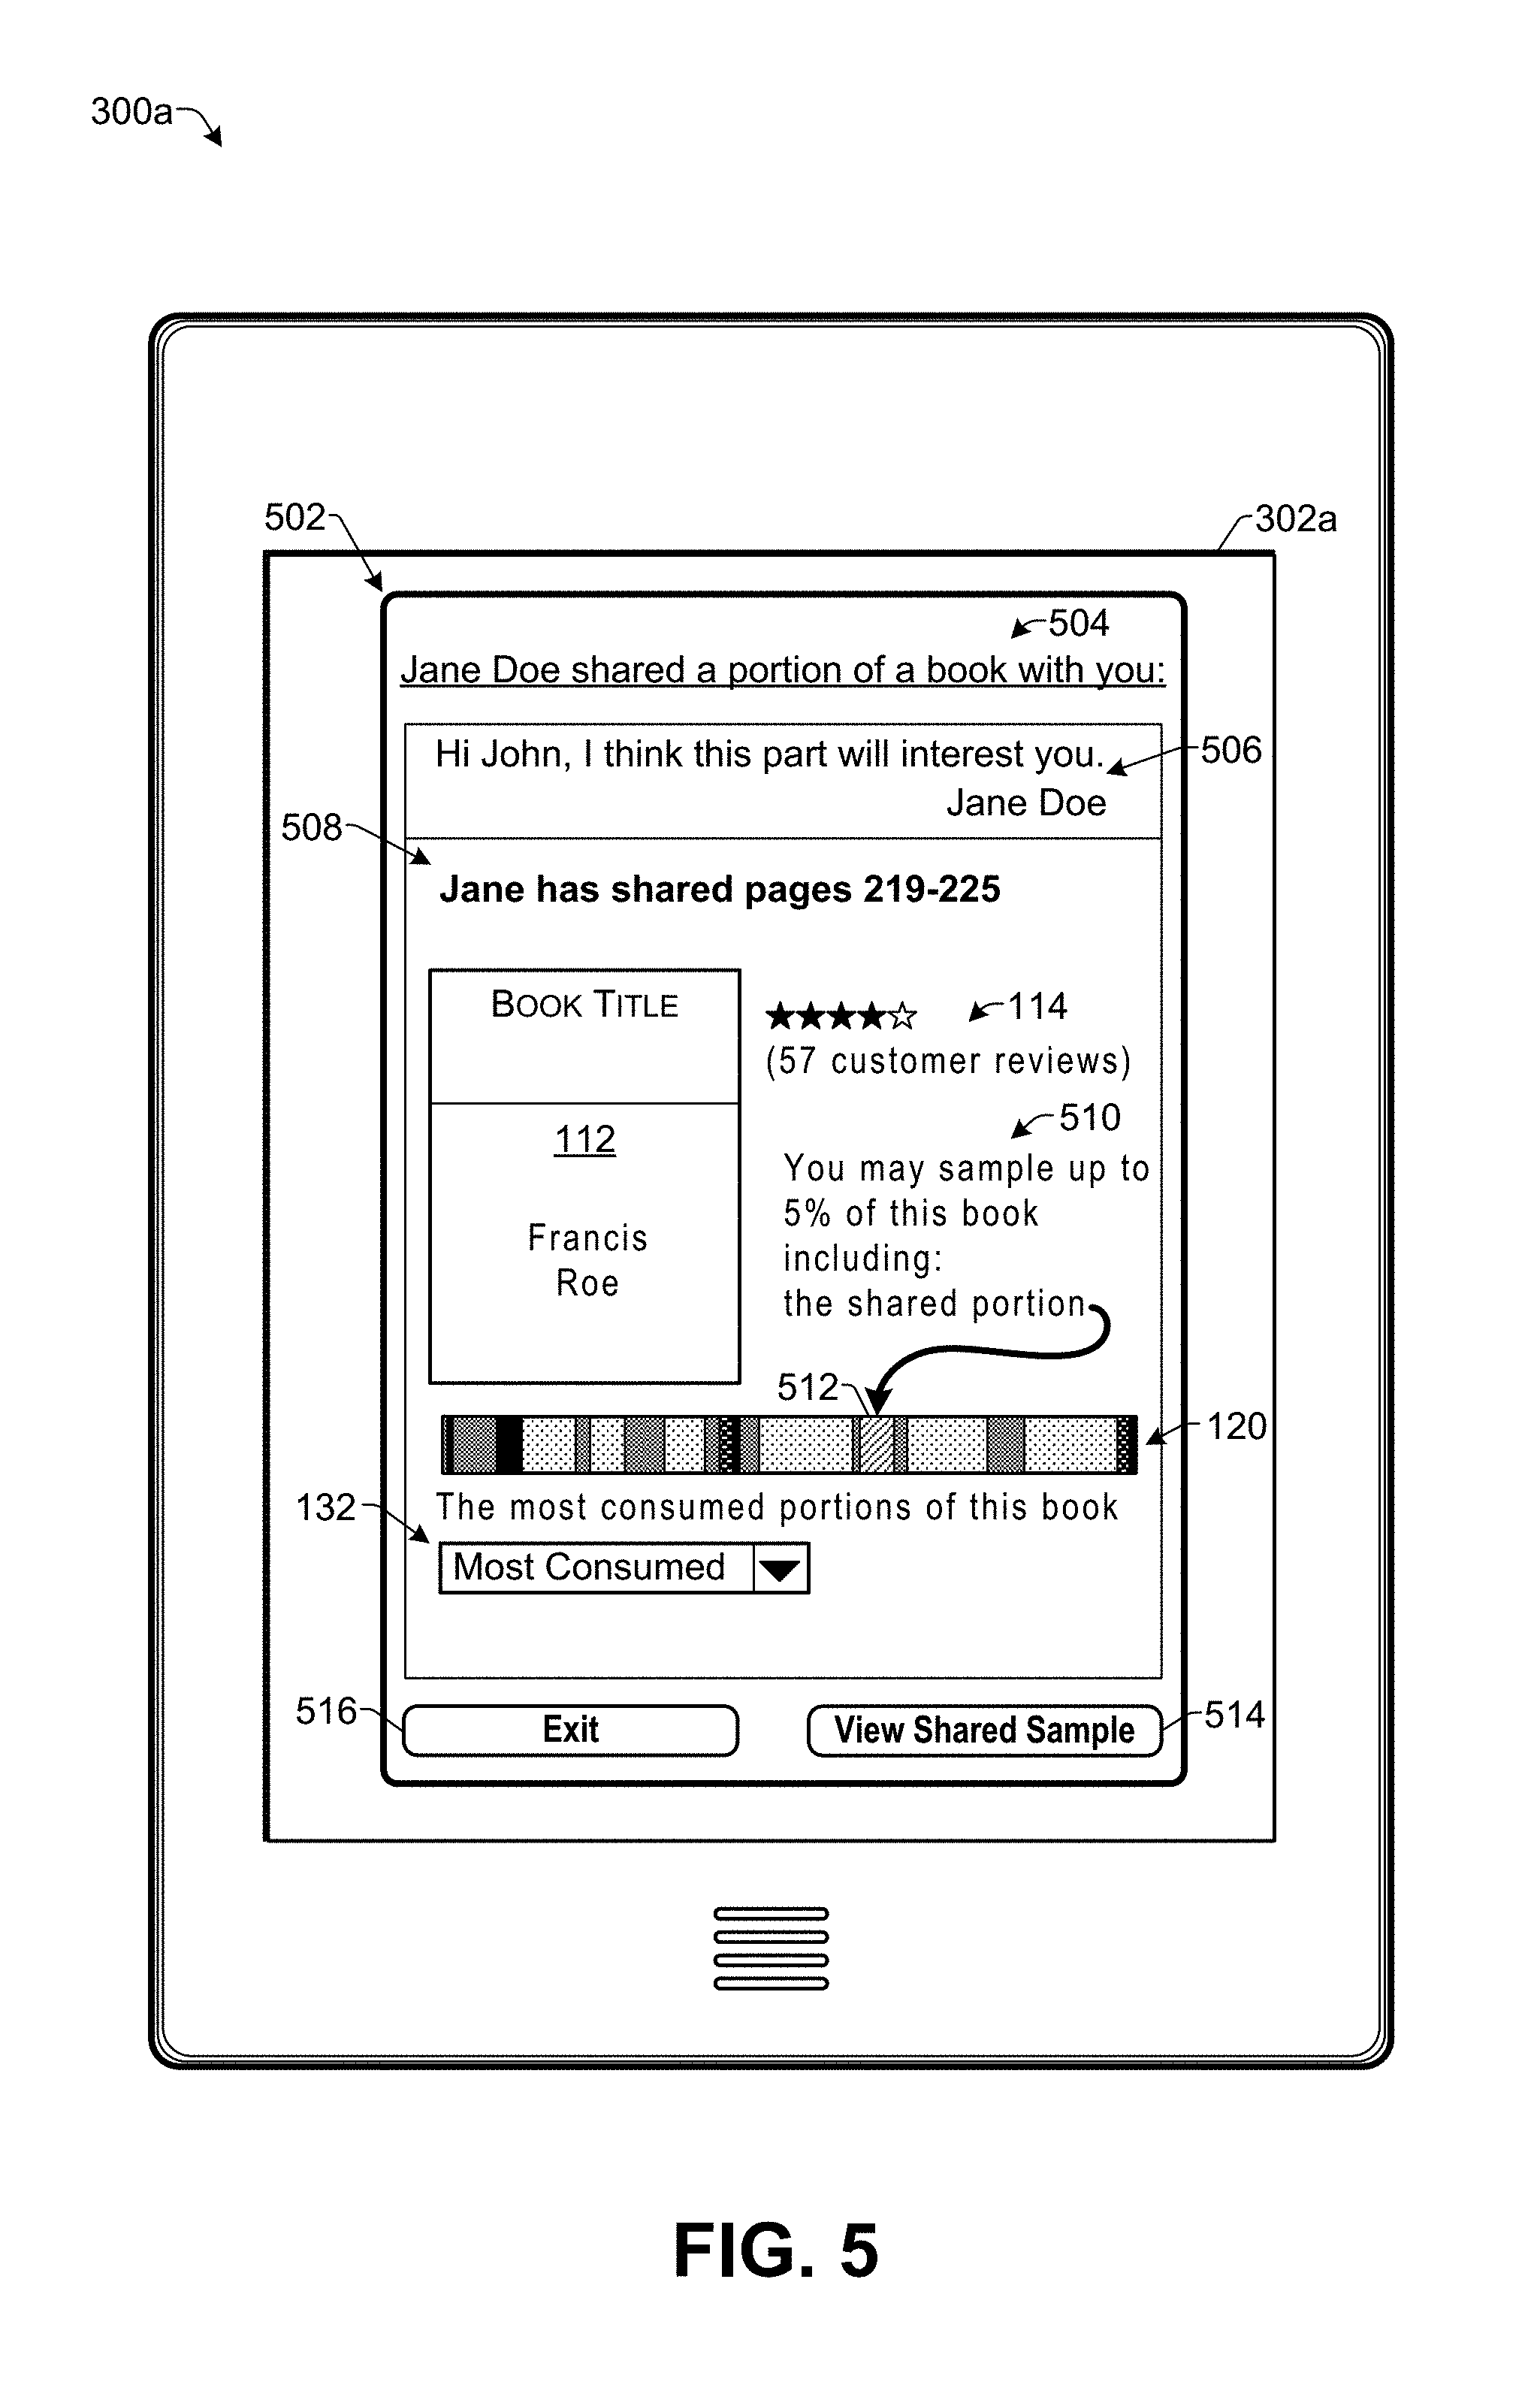 300a
502
302a
504
Jane Doe shared a portion of a book with you:
Hi John, I think this part will interest you.
506
Jane Doe
508
Jane has shared pages 219-225
BOOK TITLE
114
(57 customer reviews)
112
510
You may sample up to
5% of this book
including:
the shared portion
Francis
Roe
512
120
The most consumed portions of this book
132
Most Consumed
516
Exit
View Shared Sample
514
FIG. 5